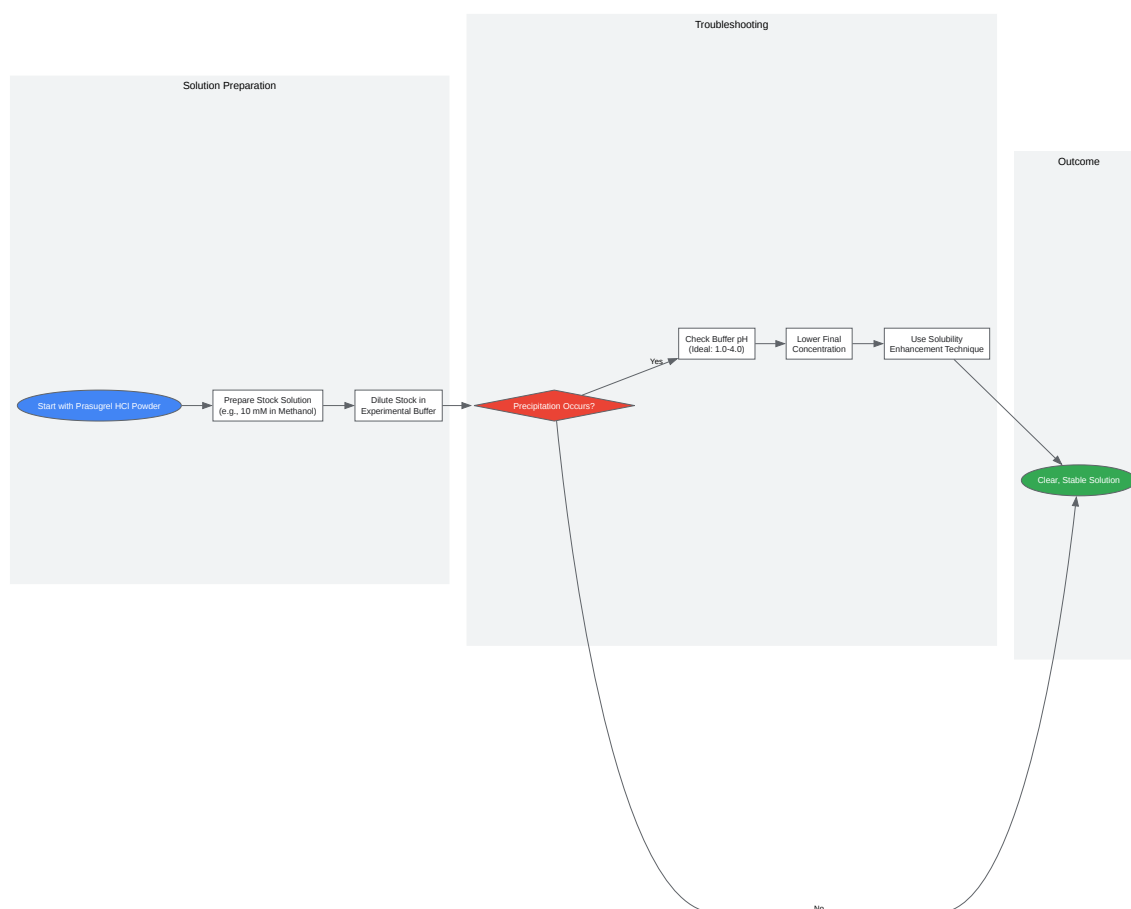 Troubleshooting
Solution Preparation
Outcome
Start with Prasugrel HCl Powder
Prepare Stock Solution
(e.g., 10 mM in Methanol)
Dilute Stock in
Experimental Buffer
Precipitation Occurs?
Yes
Check Buffer pH
(Ideal: 1.0-4.0)
Lower Final
Concentration
Use Solubility
Enhancement Technique
Clear, Stable Solution
No